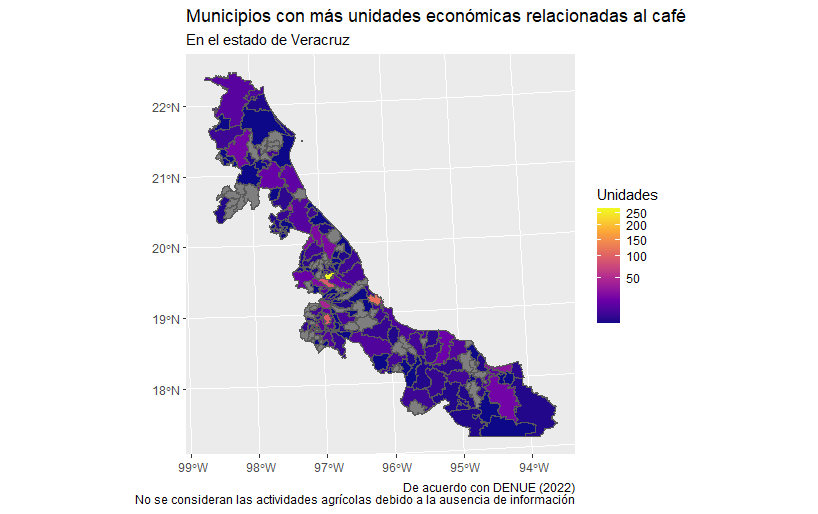 Municipios con más unidades económicas relacionadas al café
En el estado de Veracruz
22°N
21°N
20°N
19°N
18°N
99°W
98°W
97°W
96°W
95°W
94°W
Unidades
250
200
150
100
50
De acuerdo con DENUE (2022)
No se consideran las actividades agrícolas debido a la ausencia de información